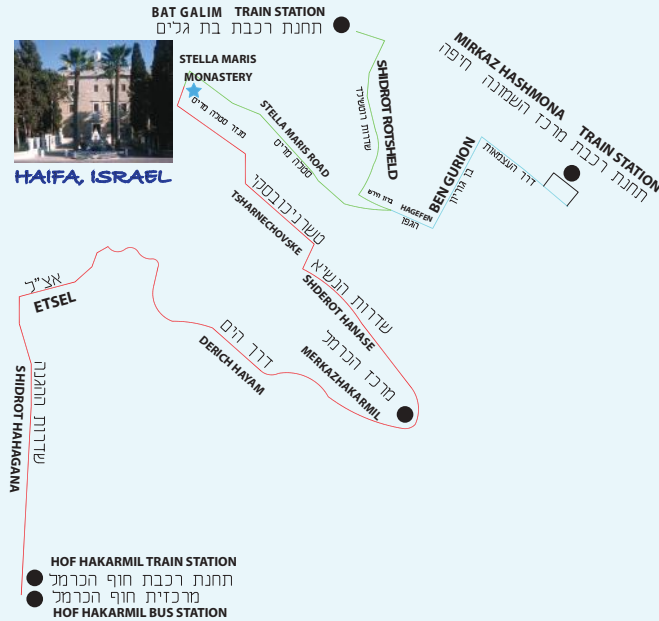 BAT GALIM TRAIN STATION
תחנת רכבת בת גלים
STELLA MARIS
MONASTERY
HAIFA, ISRAEL
מנזר סטלה מריס
STELLA MARIS ROAD
סטלה מריס
SHIDROT ROTSHELD
MIRKAZ HASHMONA TRAIN STATION
תחנת רכבת מרכז השמונה חיפה
דרך העצמאות
BEN GURION
בן גוריון
HAGEFEN
הגפן
TSHARNECHOVSKE
טשרניכובסקי
SHDEROT HANASE
שדרות הנשיא
אצ"ל
ETSEL
דרך הים
DERICH HAYAM
מרכז הכרמל
MERKAZHAKARMIL
SHIDROT HAHAGANA
שדרות ההגנה
HOF HAKARMIL TRAIN STATION
תחנת רכבת חוף הכרמל
מרכזית חוף הכרמל
HOF HAKARMIL BUS STATION